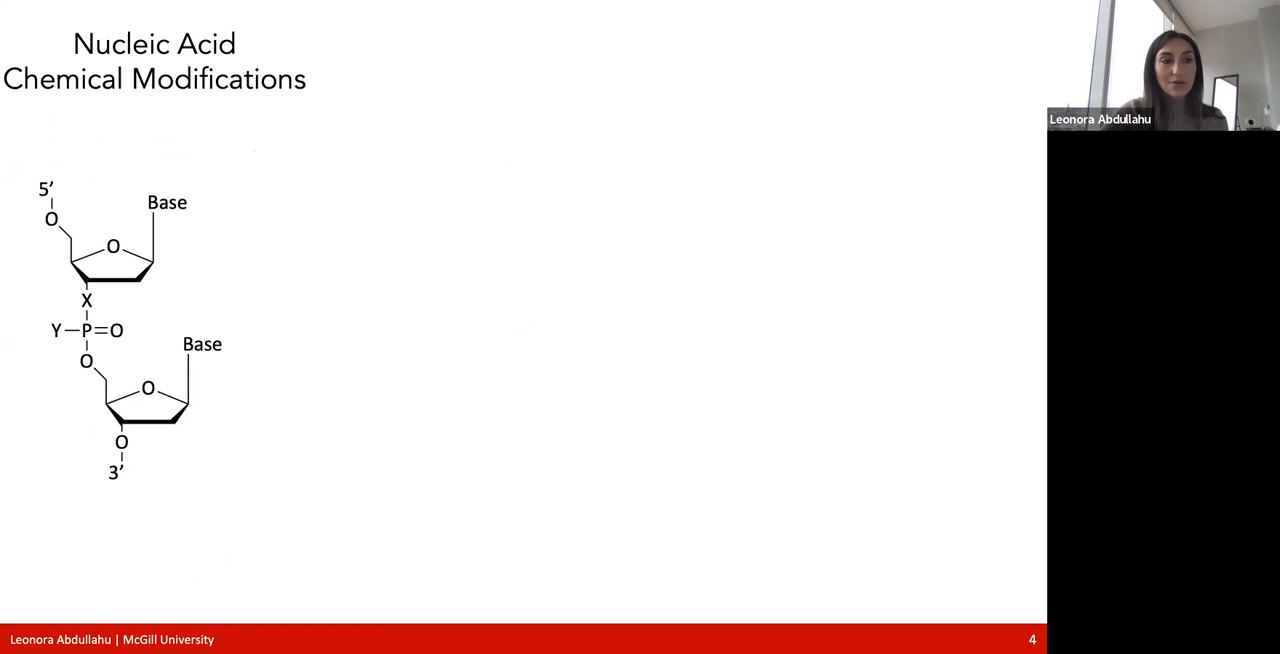 Nucleic Acid
Chemical Modifications
Leonora Abdullahu
5’
O
Base
O
X
Y P O
O
Base
O
O
3’
Leonora Abdullahu | McGill University
4